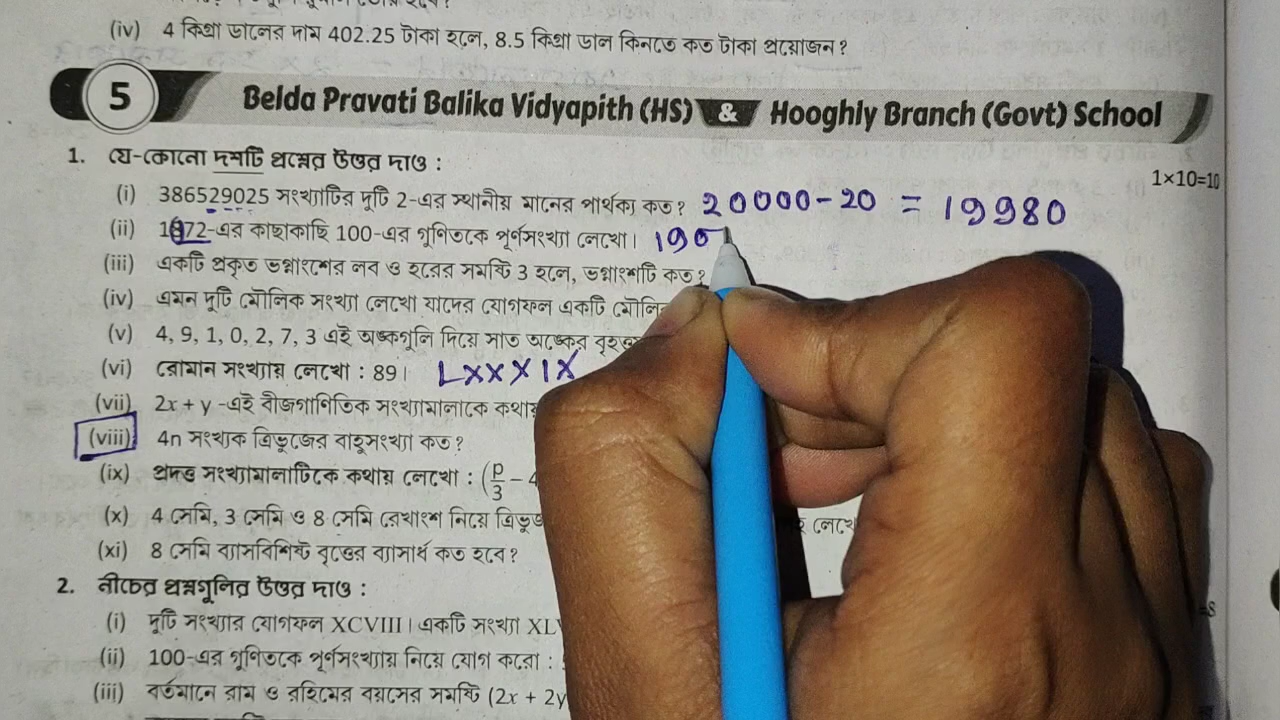 (iv) 4 কিগ্রা ডালের দাম 402.25 টাকা হলে, 8.5 কিগ্রা ডাল কিনতে কত টাকা প্রয়োজন ?
5 Belda Pravati Balika Vidyapith (HS) & Hooghly Branch (Govt) School
1. যে-কোনো দশটি প্রশ্নের উত্তর দাও :
1×10=10
(i) 386529025 সংখ্যাটির দুটি 2-এর স্থানীয় মানের পার্থক্য কত ? 20000-20 = 19980
(ii) 1872-এর কাছাকাছি 100-এর গুণিতকে পূর্ণসংখ্যা লেখো। 190
(iii) একটি প্রকৃত ভগ্নাংশের লব ও হরের সমষ্টি 3 হলে, ভগ্নাংশটি কত ?
(iv) এমন দুটি মৌলিক সংখ্যা লেখো যাদের যোগফল একটি
(v) 4, 9, 1, 0, 2, 7, 3 এই অঙ্কগুলি দিয়ে সাত অঙ্কের
(vi) রোমান সংখ্যায় লেখো : 89। LXXXIX
(vii) 2x + y -এই বীজগাণিতিক সংখ্যামালাকে কথায়
(viii) 4n সংখ্যক ত্রিভুজের বাহুসংখ্যা কত ?
(ix) প্রদত্ত সংখ্যামালাটিকে কথায় লেখো : (p/3 – 4
(x) 4 সেমি, 3 সেমি ও 8 সেমি রেখাংশ নিয়ে
(xi) 8 সেমি ব্যাসবিশিষ্ট বৃত্তের ব্যাসার্ধ কত হবে ?
2. নীচের প্রশ্নগুলির উত্তর দাও :
(i) দুটি সংখ্যার যোগফল XCVIII। একটি সংখ্যা
(ii) 100-এর গুণিতকে পূর্ণসংখ্যায় নিয়ে যোগ করো :
(iii) বর্তমানে রাম ও রহিমের বয়সের সমষ্টি (2x + 2y